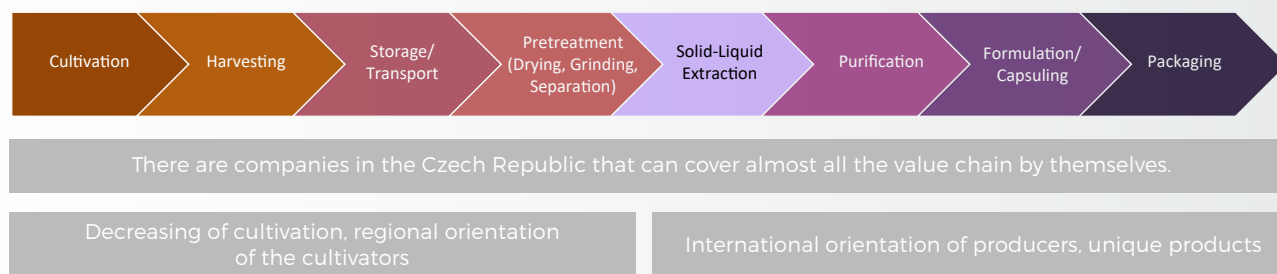 Cultivation
Harvesting
Storage/
Transport
Pretreatment
(Drying, Grinding,
Separation)
Solid-Liquid
Extraction
Purification
Formulation/
Capsuling
Packaging
There are companies in the Czech Republic that can cover almost all the value chain by themselves.
Decreasing of cultivation, regional orientation
of the cultivators
International orientation of producers, unique products